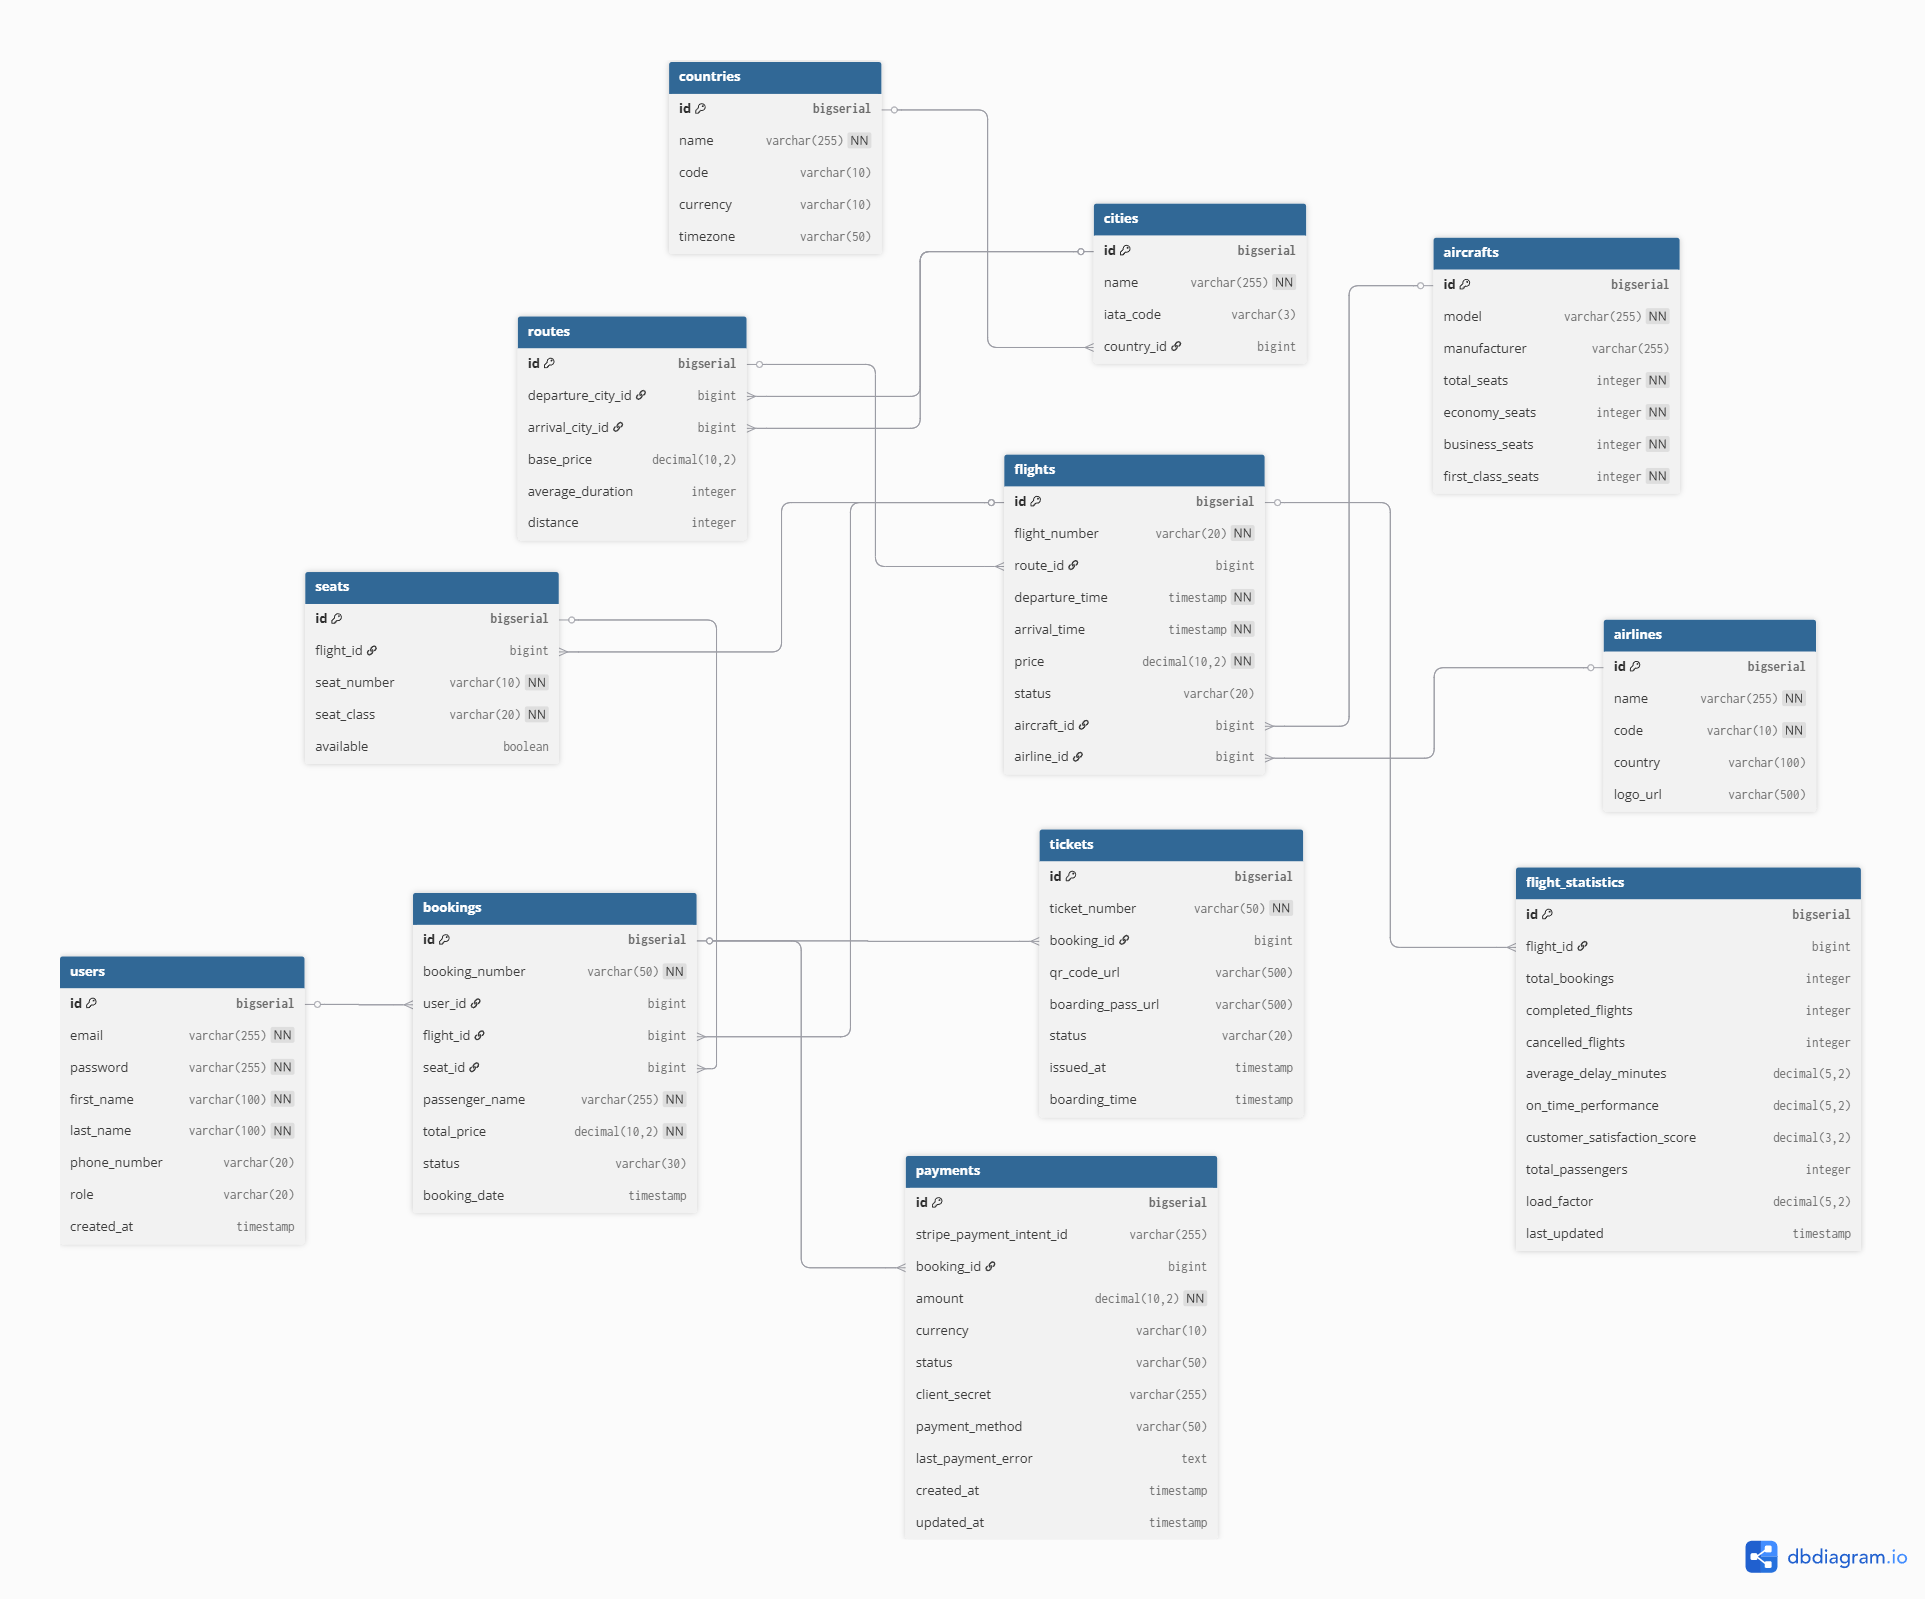 countries
id bigserial
name varchar(255) NN
code varchar(10)
currency varchar(10)
timezone varchar(50)
cities
id bigserial
name varchar(255) NN
iata_code varchar(3)
country_id bigint
aircrafts
id bigserial
model varchar(255) NN
manufacturer varchar(255)
total_seats integer NN
economy_seats integer NN
business_seats integer NN
first_class_seats integer NN
routes
id bigserial
departure_city_id bigint
arrival_city_id bigint
base_price decimal(10,2)
average_duration integer
distance integer
flights
id bigserial
flight_number varchar(20) NN
route_id bigint
departure_time timestamp NN
arrival_time timestamp NN
price decimal(10,2) NN
status varchar(20)
aircraft_id bigint
airline_id bigint
seats
id bigserial
flight_id bigint
seat_number varchar(10) NN
seat_class varchar(20) NN
available boolean
airlines
id bigserial
name varchar(255) NN
code varchar(10) NN
country varchar(100)
logo_url varchar(500)
tickets
id bigserial
ticket_number varchar(50) NN
booking_id bigint
qr_code_url varchar(500)
boarding_pass_url varchar(500)
status varchar(20)
issued_at timestamp
boarding_time timestamp
flight_statistics
id bigserial
flight_id bigint
total_bookings integer
completed_flights integer
cancelled_flights integer
average_delay_minutes decimal(5,2)
on_time_performance decimal(5,2)
customer_satisfaction_score decimal(3,2)
total_passengers integer
load_factor decimal(5,2)
last_updated timestamp
bookings
id bigserial
booking_number varchar(50) NN
user_id bigint
flight_id bigint
seat_id bigint
passenger_name varchar(255) NN
total_price decimal(10,2) NN
status varchar(30)
booking_date timestamp
users
id bigserial
email varchar(255) NN
password varchar(255) NN
first_name varchar(100) NN
last_name varchar(100) NN
phone_number varchar(20)
role varchar(20)
created_at timestamp
payments
id bigserial
stripe_payment_intent_id varchar(255)
booking_id bigint
amount decimal(10,2) NN
currency varchar(10)
status varchar(50)
client_secret varchar(255)
payment_method varchar(50)
last_payment_error text
created_at timestamp
updated_at timestamp
dbdiagram.io